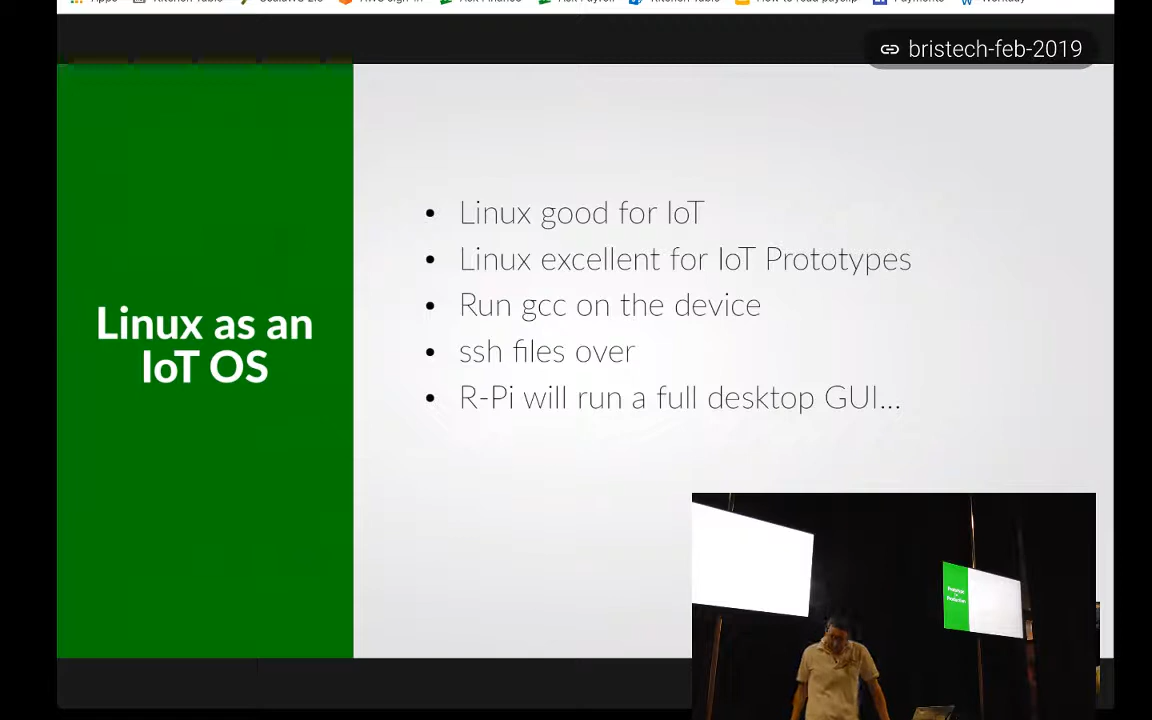 bristech-feb-2019
Linux as an
IoT OS
• Linux good for IoT
• Linux excellent for IoT Prototypes
• Run gcc on the device
• ssh files over
• R-Pi will run a full desktop GUI...